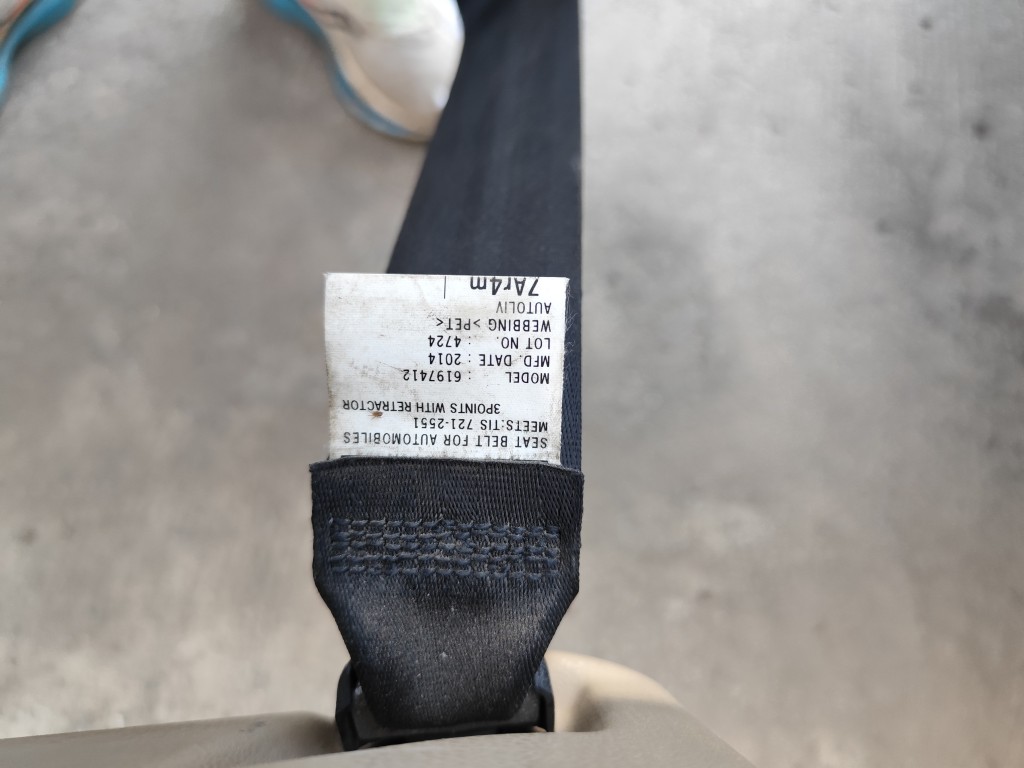 SEAT BELT FOR AUTOMOBILES
MEETS:TIS 721-2551
3POINTS WITH RETRACTOR
MODEL : 6197412
MFD. DATE : 2014
LOT NO. : 4724
WEBBING >PET<
AUTOLIV
7Ar4m